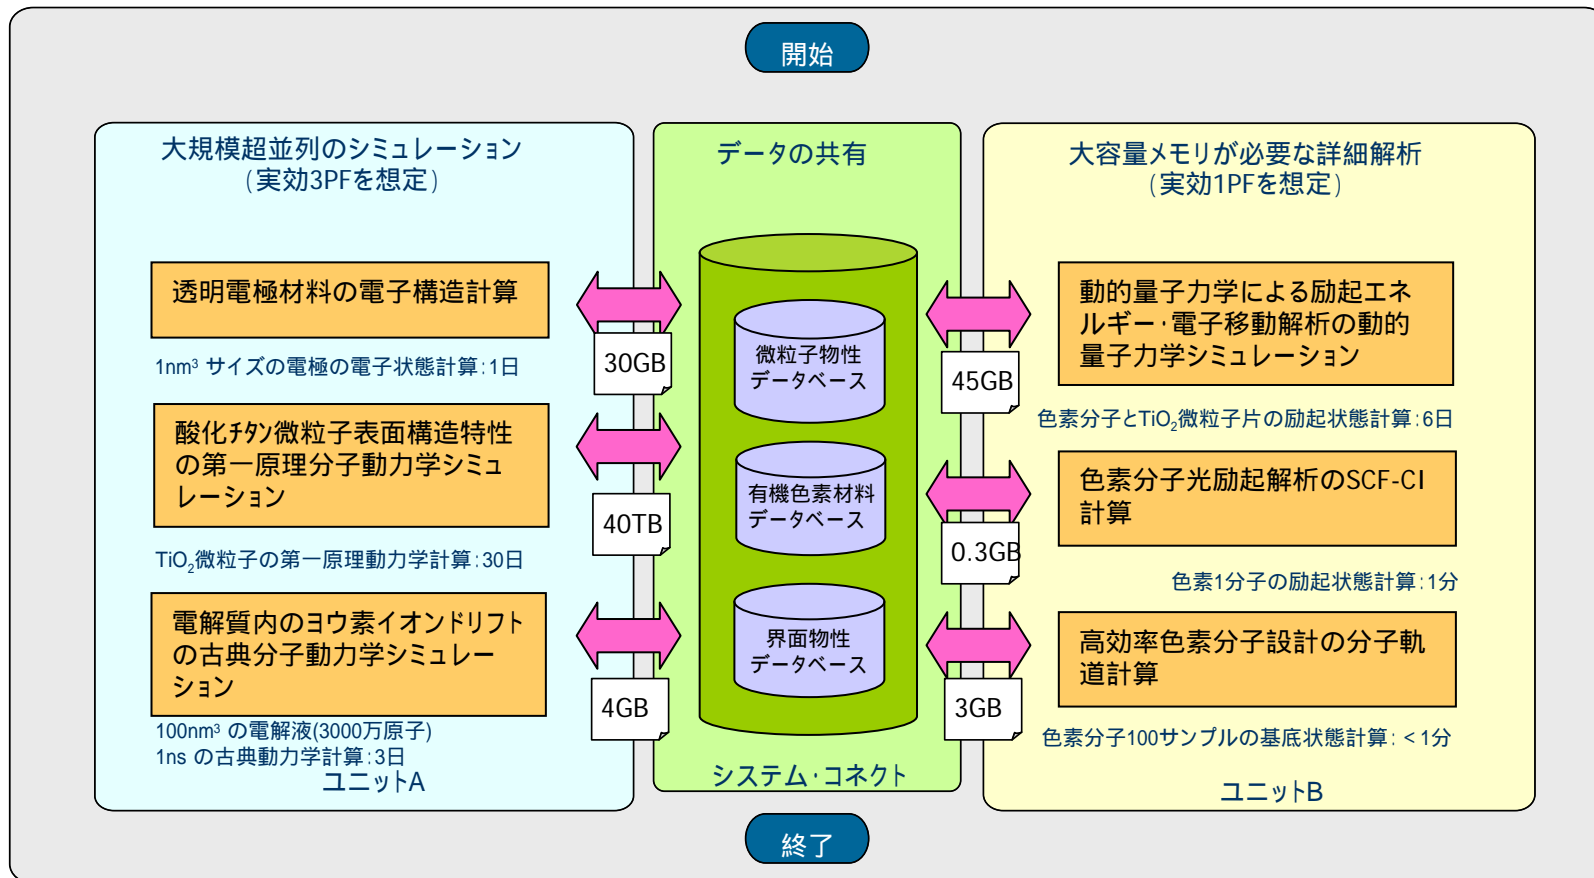 開始
大規模超並列のシミュレーション
(実効3PFを想定)
透明電極材料の電子構造計算
1nm³ サイズの電極の電子状態計算:1日
酸化チタン微粒子表面構造特性
の第一原理分子動力学シミュ
レーション
TiO₂微粒子の第一原理動力学計算:30日
電解質内のヨウ素イオンドリフト
の古典分子動力学シミュレー
ション
100nm³ の電解液(3000万原子)
1ns の古典動力学計算:3日
ユニットA
30GB
40TB
4GB
データの共有
微粒子物性
データベース
有機色素材料
データベース
界面物性
データベース
システム・コネクト
45GB
0.3GB
3GB
大容量メモリが必要な詳細解析
(実効1PFを想定)
動的量子力学による励起エネ
ルギー・電子移動解析の動的
量子力学シミュレーション
色素分子とTiO₂微粒子片の励起状態計算:6日
色素分子光励起解析のSCF-CI
計算
色素1分子の励起状態計算:1分
高効率色素分子設計の分子軌
道計算
色素分子100サンプルの基底状態計算:<1分
ユニットB
終了